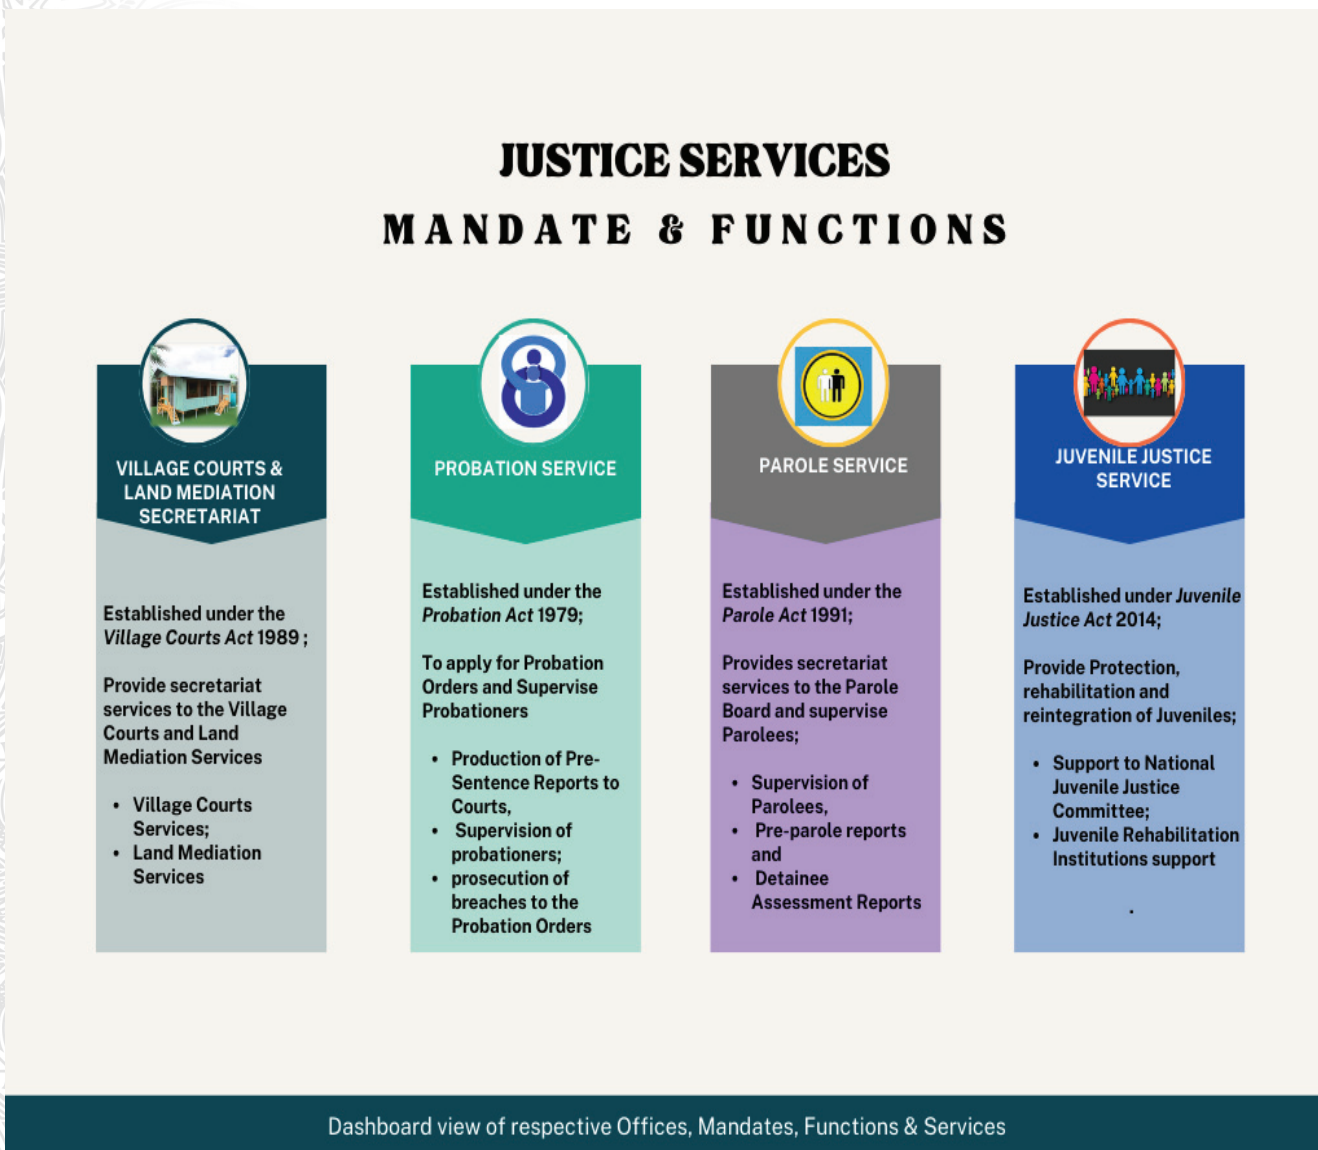 JUSTICE SERVICES
MANDATE & FUNCTIONS
VILLAGE COURTS &
LAND MEDIATION
SECRETARIAT
Established under the
Village Courts Act 1989 ;
Provide secretariat
services to the Village
Courts and Land
Mediation Services
• Village Courts
Services;
• Land Mediation
Services
PROBATION SERVICE
Established under the
Probation Act 1979;
To apply for Probation
Orders and Supervise
Probationers
• Production of Pre-
Sentence Reports to
Courts,
• Supervision of
probationers;
• prosecution of
breaches to the
Probation Orders
PAROLE SERVICE
Established under the
Parole Act 1991;
Provides secretariat
services to the Parole
Board and supervise
Parolees;
• Supervision of
Parolees,
• Pre-parole reports
and
• Detainee
Assessment Reports
JUVENILE JUSTICE
SERVICE
Established under Juvenile
Justice Act 2014;
Provide Protection,
rehabilitation and
reintegration of Juveniles;
• Support to National
Juvenile Justice
Committee;
• Juvenile Rehabilitation
Institutions support
.
Dashboard view of respective Offices, Mandates, Functions & Services